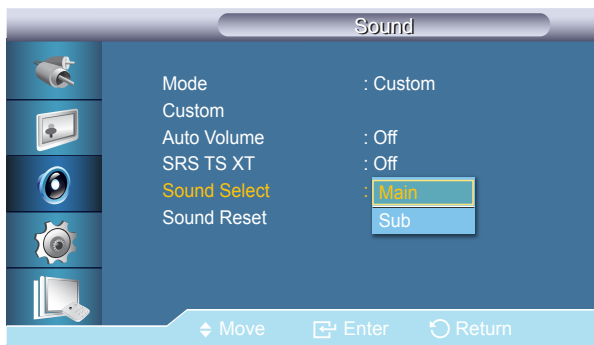 Sound
Mode : Custom
Custom
Auto Volume : Off
SRS TS XT : Off
Sound Select : Main
Sub
Sound Reset
Move Enter Return